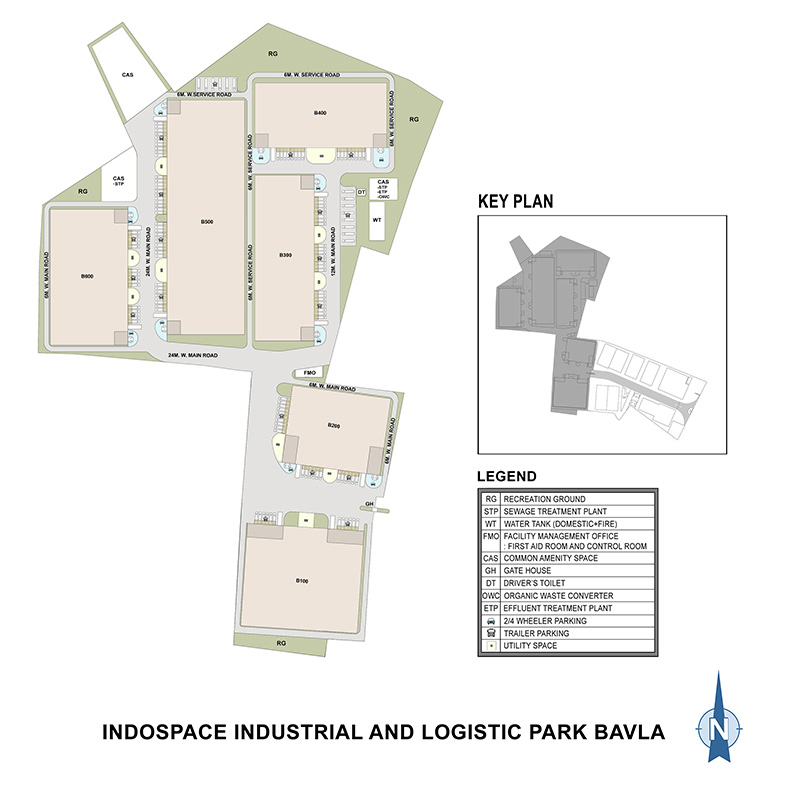 RG
CAS
6M. W. SERVICE ROAD
6M. W.SERVICE ROAD
B400
6M. W. SERVICE ROAD
RG
6M. W. SERVICE ROAD
CAS
-STP
RG
DT
CAS
-STP
-ETP
-OWC
WT
B500
B600
B300
6M. W. MAIN ROAD
24M. W. MAIN ROAD
6M. W. SERVICE ROAD
12M. W. MAIN ROAD
24M. W. MAIN ROAD
FMO
6M. W. MAIN ROAD
B200
6M. W. MAIN ROAD
GH
B100
RG
KEY PLAN
LEGEND
RG RECREATION GROUND
STP SEWAGE TREATMENT PLANT
WT WATER TANK (DOMESTIC+FIRE)
FMO FACILITY MANAGEMENT OFFICE
: FIRST AID ROOM AND CONTROL ROOM
CAS COMMON AMENITY SPACE
GH GATE HOUSE
DT DRIVER'S TOILET
OWC ORGANIC WASTE CONVERTER
ETP EFFLUENT TREATMENT PLANT
2/4 WHEELER PARKING
TRAILER PARKING
UTILITY SPACE
INDOSPACE INDUSTRIAL AND LOGISTIC PARK BAVLA
N